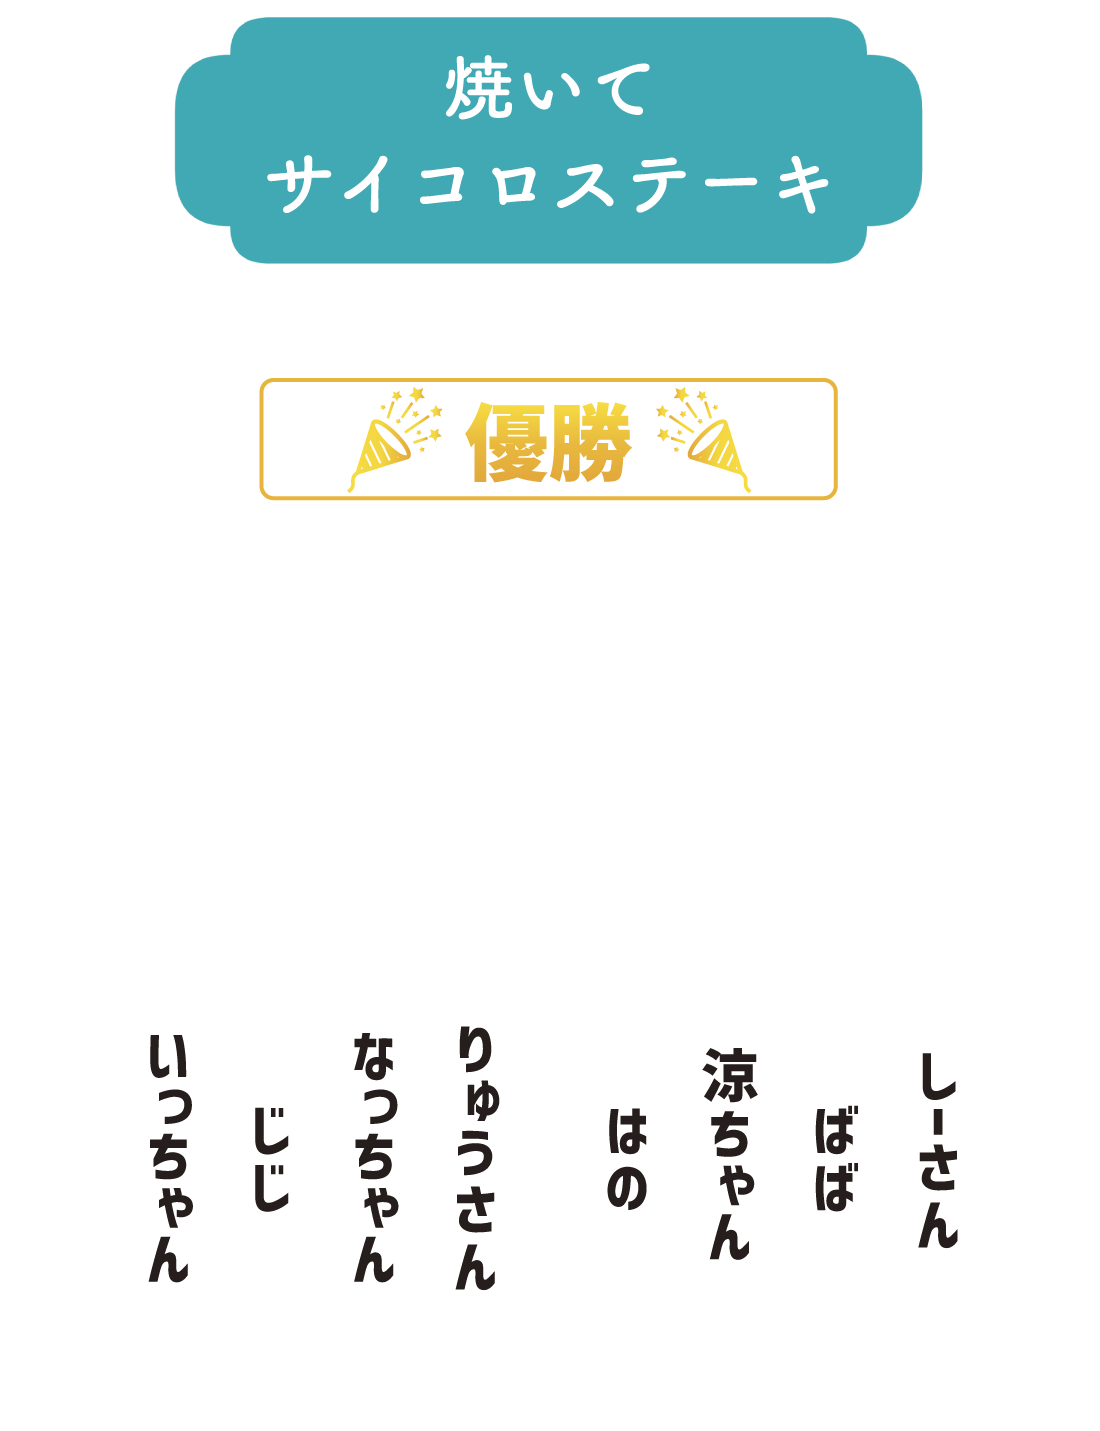 焼いて
サイコロステーキ
優勝
しーさん
ばば
涼ちゃん
はの
りゅうさん
なっちゃん
じじ
いっちゃん